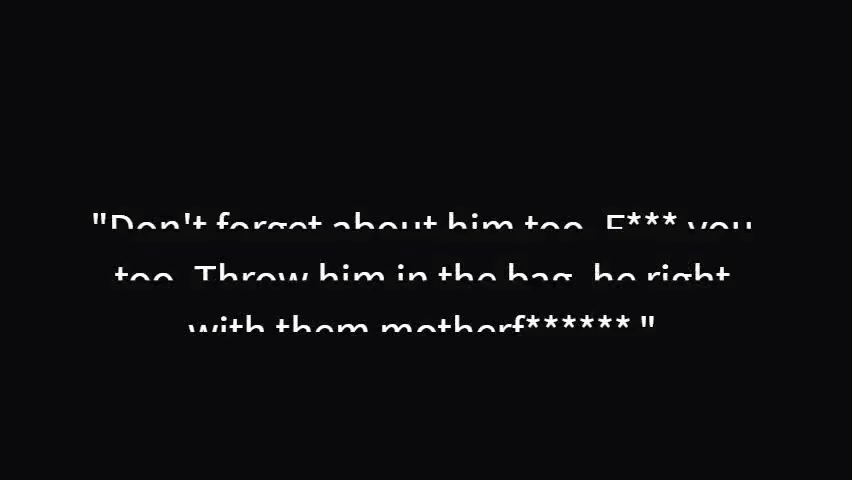 "Don't forget about him too. F*** you
too. Throw him in the bag, he right
with them motherf******."